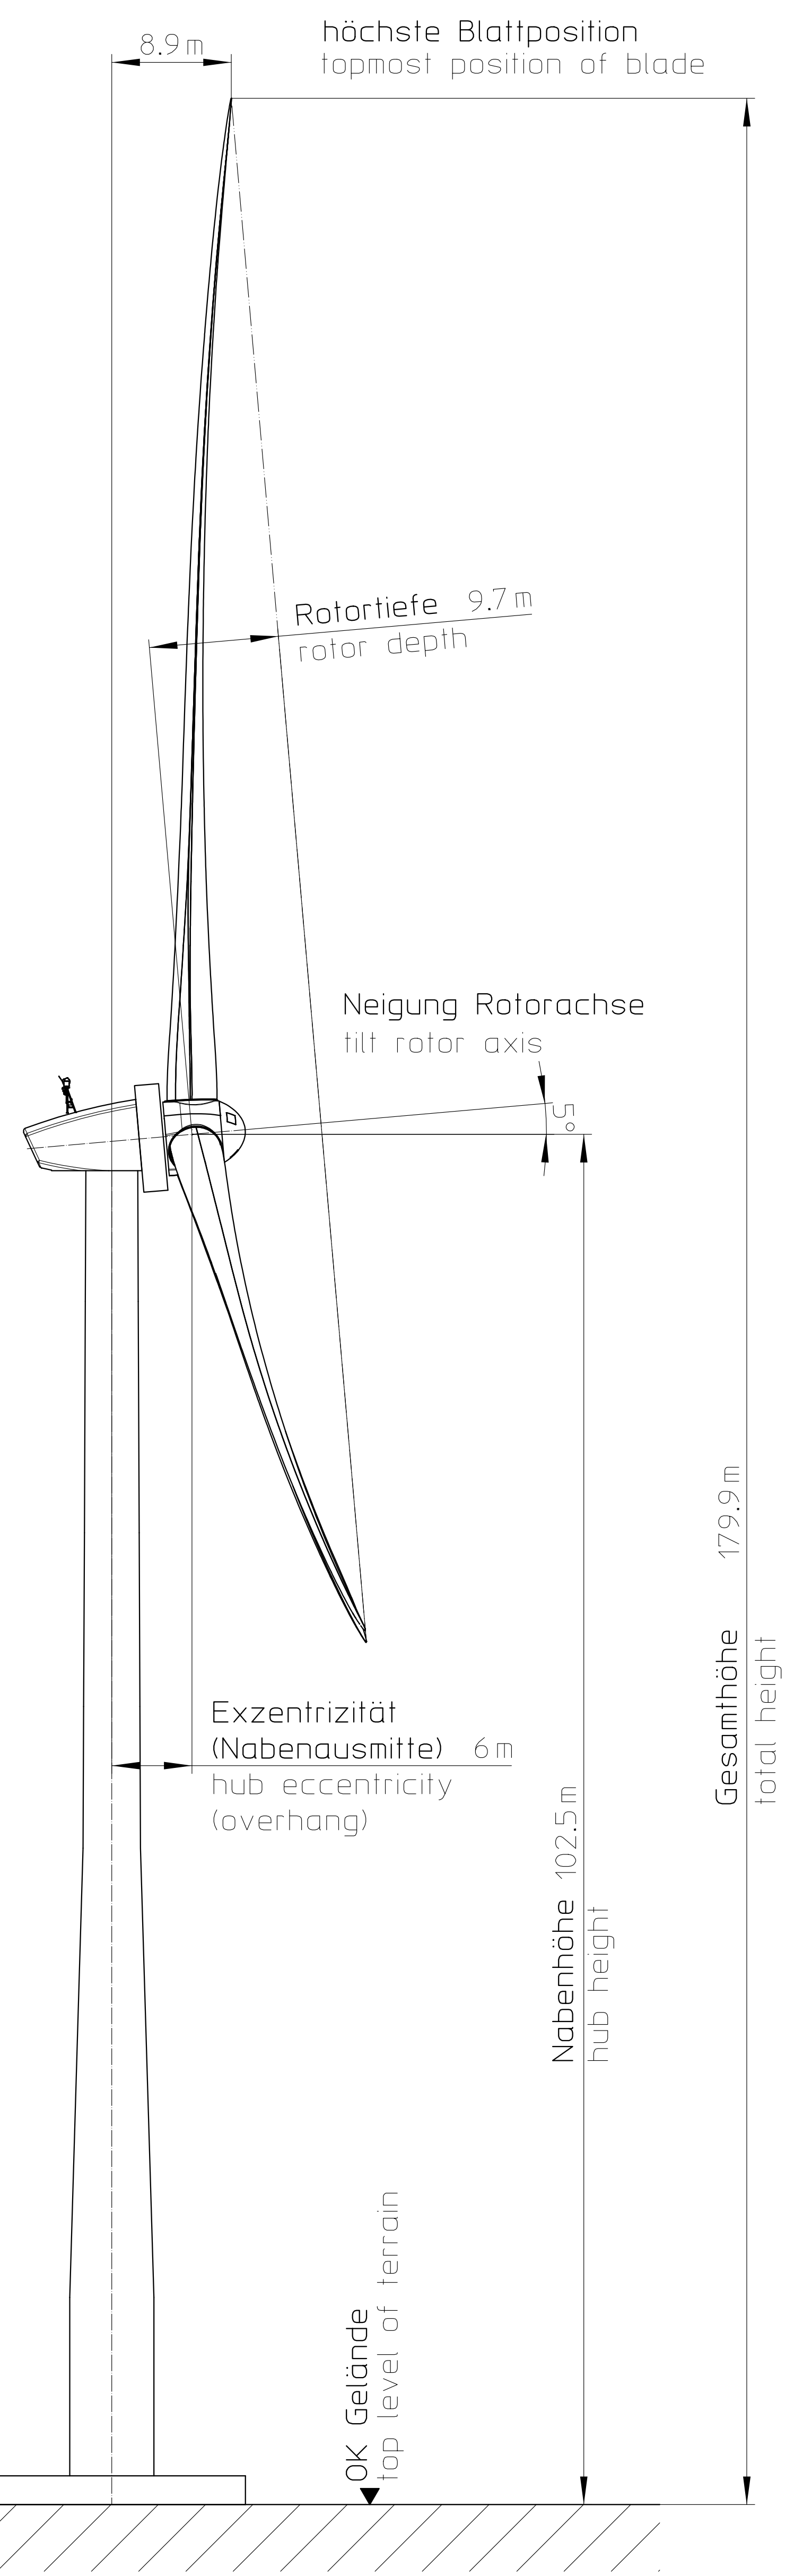 8.9 m
höchste Blattposition
topmost position of blade
Rotortiefe 9.7 m
rotor depth
Neigung Rotorachse
tilt rotor axis
5°
179.9 m
Gesamthöhe
total height
Exzentrizität
(Nabenausmitte) 6 m
hub eccentricity
(overhang)
Nabenhöhe 102.5 m
hub height
OK Gelände
top level of terrain